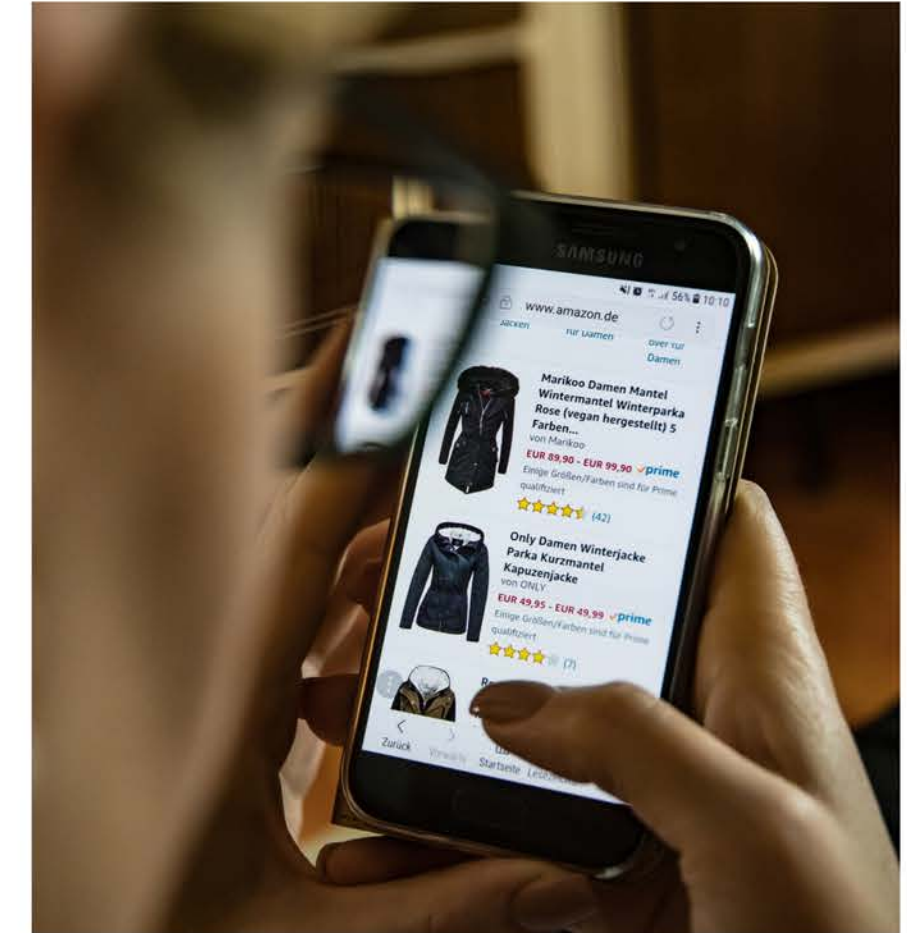 SAMSUNG
56% 10:10
www.amazon.de
Jacken für Damen over für
Damen
Marikoo Damen Mantel
Wintermantel Winterparka
Rose (vegan hergestellt) 5
Farben...
von Marikoo
EUR 89,90 - EUR 99,90 prime
Einige Größen/Farben sind für Prime
qualifiziert
(42)
Only Damen Winterjacke
Parka Kurzmantel
Kapuzenjacke
von ONLY
EUR 49,95 - EUR 49,99 prime
Einige Größen/Farben sind für Prime
qualifiziert
(7)
Zurück Vorwärts Startseite